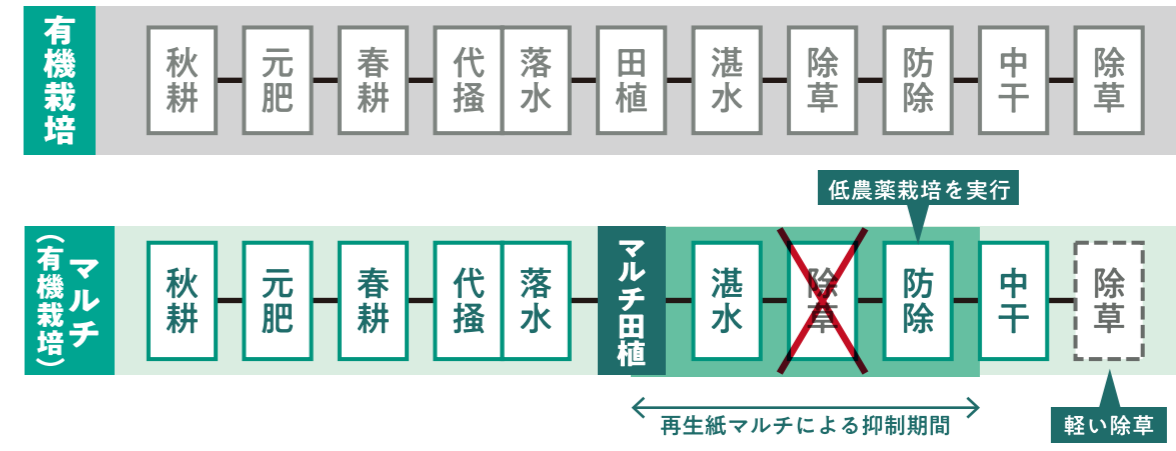 有機栽培
秋耕
元肥
春耕
代掻
落水
田植
湛水
除草
防除
中干
除草
低農薬栽培を実行
マルチ
（有機栽培）
秋耕
元肥
春耕
代掻
落水
マルチ田植
湛水
除草
防除
中干
除草
再生紙マルチによる抑制期間
軽い除草